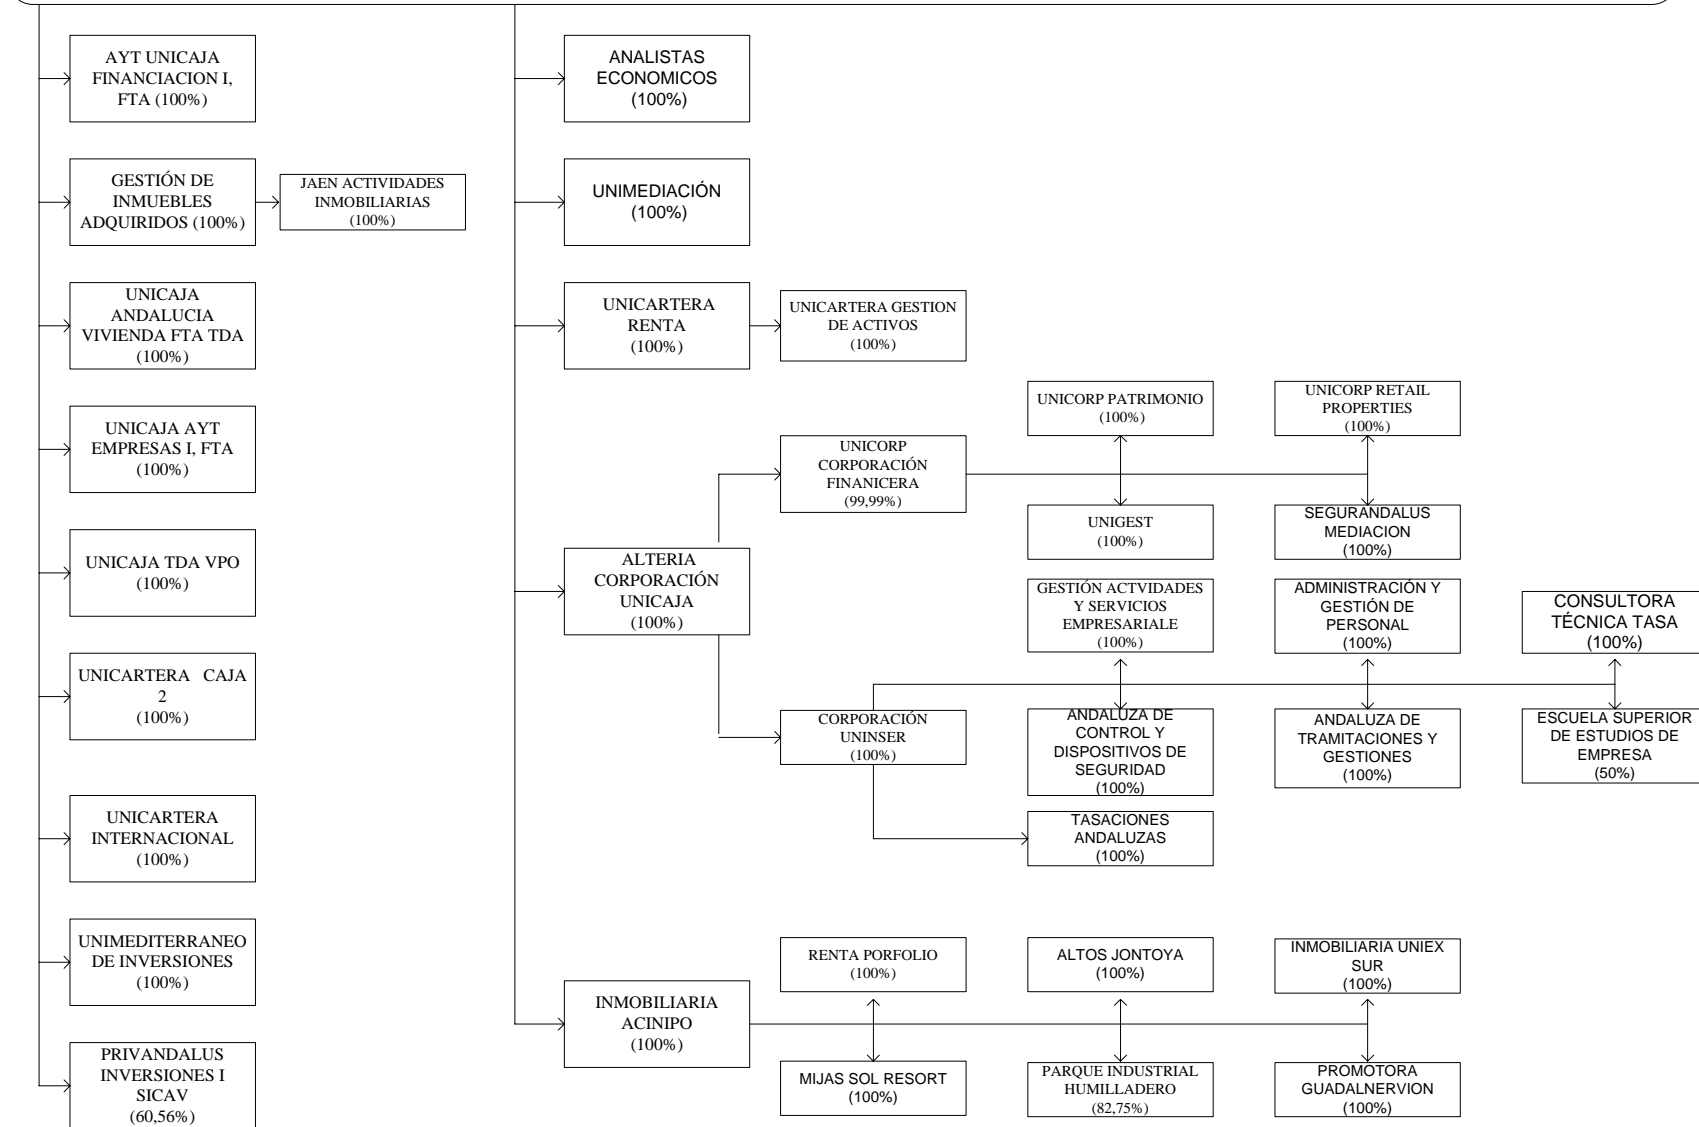 AYT UNICAJA
FINANCIACION I,
FTA (100%)
GESTIÓN DE
INMUEBLES
ADQUIRIDOS (100%)
JAEN ACTIVIDADES
INMOBILIARIAS
(100%)
UNICAJA
ANDALUCIA
VIVIENDA FTA TDA
(100%)
UNICAJA AYT
EMPRESAS I, FTA
(100%)
UNICAJA TDA VPO
(100%)
UNICARTERA CAJA
2
(100%)
UNICARTERA
INTERNACIONAL
(100%)
UNIMEDITERRANEO
DE INVERSIONES
(100%)
PRIVANDALUS
INVERSIONES I
SICAV
(60,56%)
ANALISTAS
ECONOMICOS
(100%)
UNIMEDIACIÓN
(100%)
UNICARTERA
RENTA
(100%)
UNICARTERA GESTION
DE ACTIVOS
(100%)
ALTERIA
CORPORACIÓN
UNICAJA
(100%)
UNICORP
CORPORACIÓN
FINANICERA
(99,99%)
UNICORP PATRIMONIO
(100%)
UNICORP RETAIL
PROPERTIES
(100%)
UNIGEST
(100%)
SEGURANDALUS
MEDIACION
(100%)
CORPORACIÓN
UNINSER
(100%)
GESTIÓN ACTVIDADES
Y SERVICIOS
EMPRESARIALE
(100%)
ADMINISTRACIÓN Y
GESTIÓN DE
PERSONAL
(100%)
CONSULTORA
TÉCNICA TASA
(100%)
ANDALUZA DE
CONTROL Y
DISPOSITIVOS DE
SEGURIDAD
(100%)
ANDALUZA DE
TRAMITACIONES Y
GESTIONES
(100%)
ESCUELA SUPERIOR
DE ESTUDIOS DE
EMPRESA
(50%)
TASACIONES
ANDALUZAS
(100%)
INMOBILIARIA
ACINIPO
(100%)
RENTA PORFOLIO
(100%)
ALTOS JONTOYA
(100%)
INMOBILIARIA UNIEX
SUR
(100%)
MIJAS SOL RESORT
(100%)
PARQUE INDUSTRIAL
HUMILLADERO
(82,75%)
PROMOTORA
GUADALNERVION
(100%)